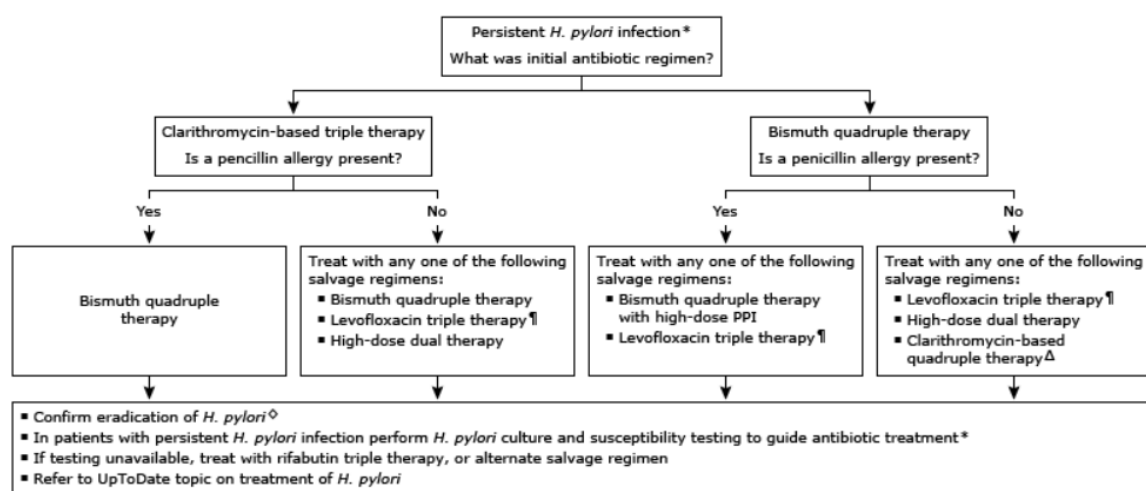 Persistent H. pylori infection*
What was initial antibiotic regimen?
Clarithromycin-based triple therapy
Is a pencillin allergy present?
Bismuth quadruple therapy
Is a penicillin allergy present?
Yes
No
Yes
No
Bismuth quadruple
therapy
Treat with any one of the following
salvage regimens:
▪ Bismuth quadruple therapy
▪ Levofloxacin triple therapy¶
▪ High-dose dual therapy
Treat with any one of the following
salvage regimens:
▪ Bismuth quadruple therapy
with high-dose PPI
▪ Levofloxacin triple therapy¶
Treat with any one of the following
salvage regimens:
▪ Levofloxacin triple therapy¶
▪ High-dose dual therapy
▪ Clarithromycin-based
quadruple therapyΔ
▪ Confirm eradication of H. pylori◊
▪ In patients with persistent H. pylori infection perform H. pylori culture and susceptibility testing to guide antibiotic treatment*
▪ If testing unavailable, treat with rifabutin triple therapy, or alternate salvage regimen
▪ Refer to UpToDate topic on treatment of H. pylori